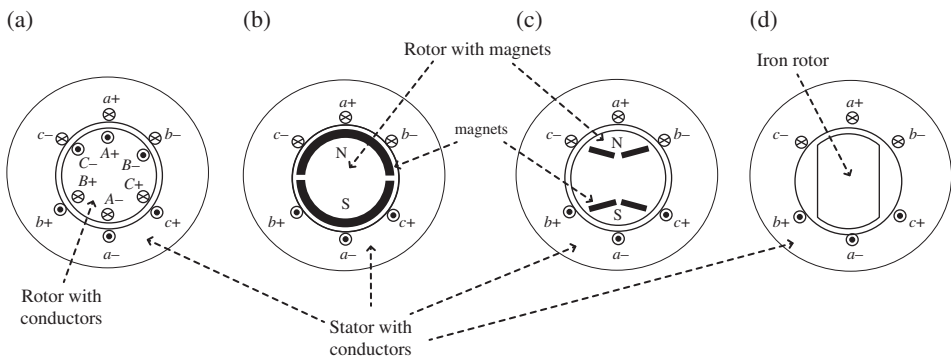 (a)
(b)
(c)
(d)
Rotor with magnets
Iron rotor
a+
a+
a+
a+
c−
b−
c−
b−
c−
b−
c−
b−
magnets
A+
C−
B−
B+
C+
A−
N
S
N
S
b+
c+
b+
c+
b+
c+
b+
c+
a−
a−
a−
a−
Rotor with
conductors
Stator with
conductors